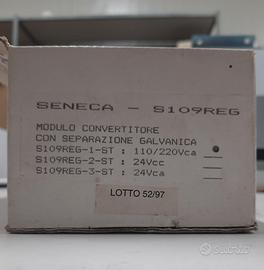 SENECA - S109REG
MODULO CONVERTITORE
CON SEPARAZIONE GALVANICA
S109REG-1-ST : 110/220Vca
S109REG-2-ST : 24Vcc
S109REG-3-ST : 24Vca
LOTTO 52/97
subito